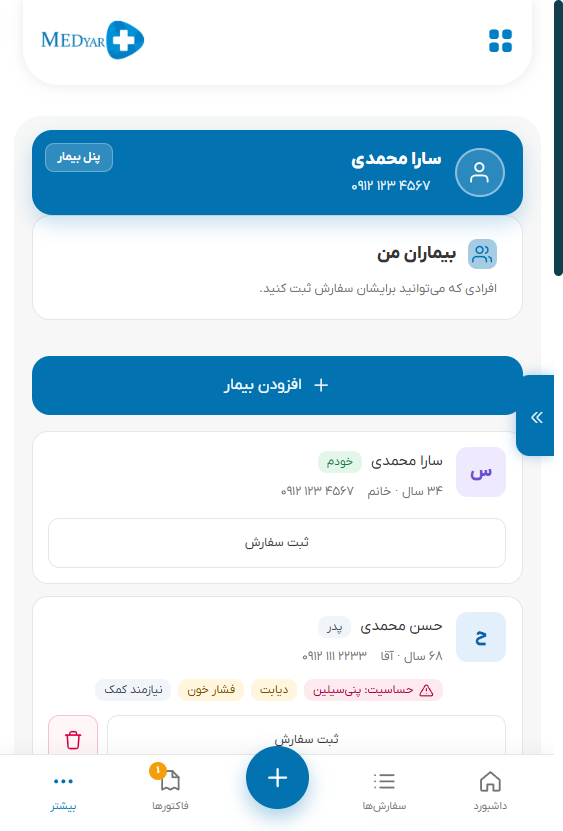 MEDYAR
سارا محمدی
پنل بیمار
۰۹۱۲ ۱۲۳ ۴۵۶۷
بیماران من
افرادی که می‌توانید برایشان سفارش ثبت کنید.
افزودن بیمار
س
سارا محمدی خودم
۳۴ سال · خانم ۰۹۱۲ ۱۲۳ ۴۵۶۷
ثبت سفارش
ح
حسن محمدی پدر
۶۸ سال · آقا ۰۹۱۲ ۱۱۱ ۲۲۳۳
حساسیت: پنی‌سیلین دیابت فشار خون نیازمند کمک
ثبت سفارش
داشبورد سفارش‌ها فاکتورها ۱ بیشتر